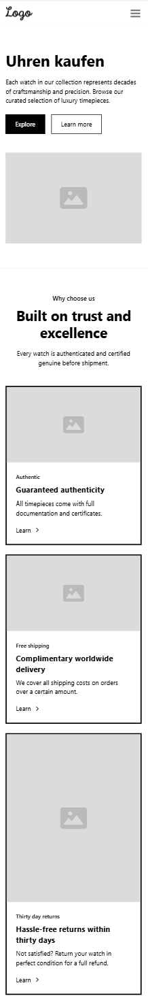 Logo
Uhren kaufen
Each watch in our collection represents decades
of craftsmanship and precision. Browse our
curated selection of luxury timepieces.
Explore
Learn more
Why choose us
Built on trust and
excellence
Every watch is authenticated and certified
genuine before shipment.
Authentic
Guaranteed authenticity
All timepieces come with full
documentation and certificates.
Learn
Free shipping
Complimentary worldwide
delivery
We cover all shipping costs on orders
over a certain amount.
Learn
Thirty day returns
Hassle-free returns within
thirty days
Not satisfied? Return your watch in
perfect condition for a full refund.
Learn